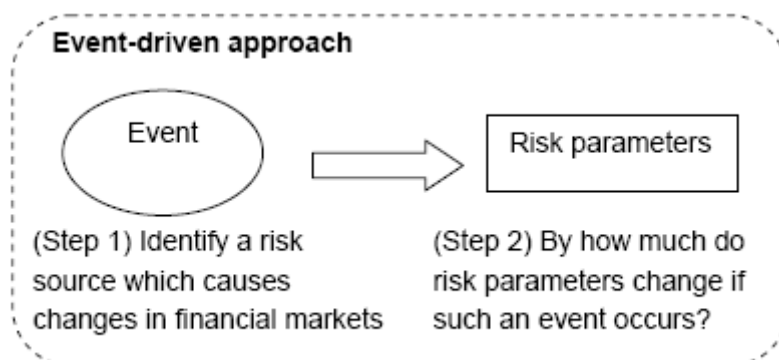 Event-driven approach
Event
Risk parameters
(Step 1) Identify a risk
source which causes
changes in financial markets
(Step 2) By how much do
risk parameters change if
such an event occurs?